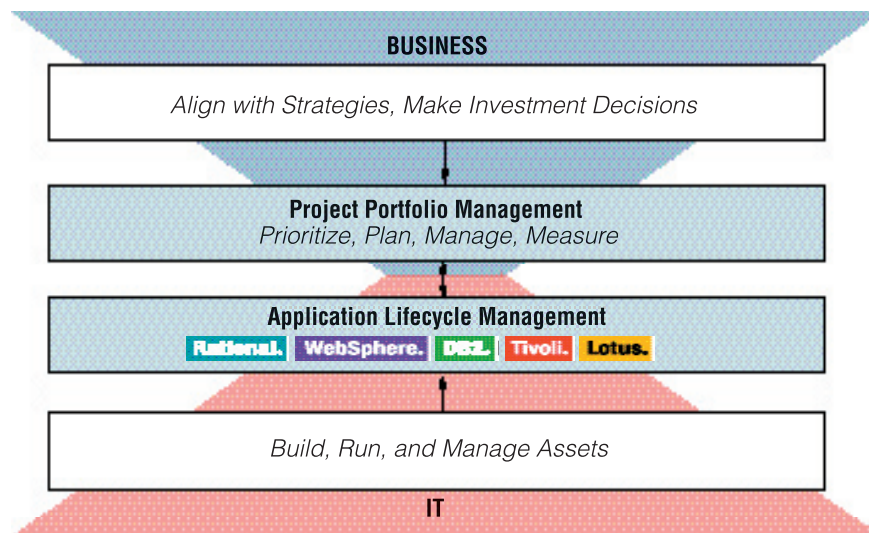 BUSINESS
Align with Strategies, Make Investment Decisions
Project Portfolio Management
Prioritize, Plan, Manage, Measure
Application Lifecycle Management
Rational. WebSphere. DB2. Tivoli. Lotus.
Build, Run, and Manage Assets
IT